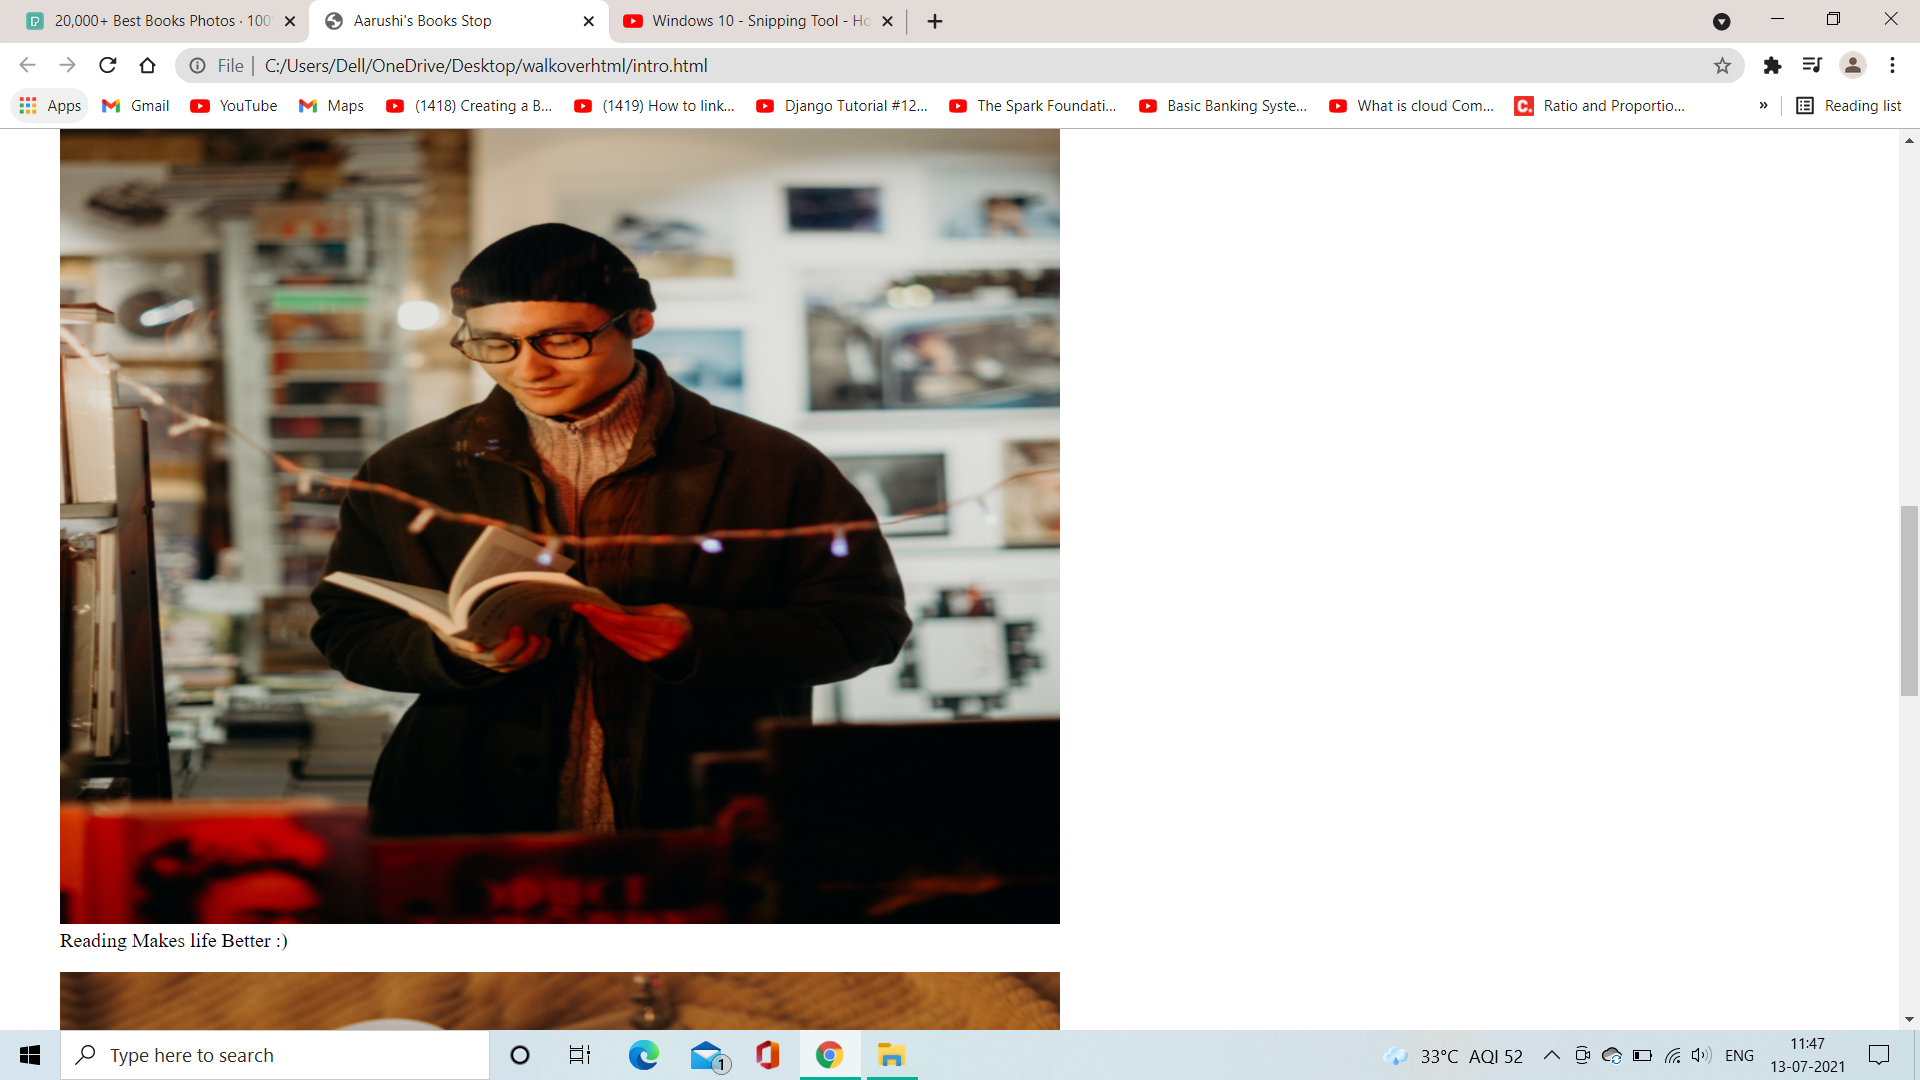 20,000+ Best Books Photos · 100
Aarushi's Books Stop
Windows 10 - Snipping Tool - Ho
File | C:/Users/Dell/OneDrive/Desktop/walkoverhtml/intro.html
Apps
Gmail
YouTube
Maps
(1418) Creating a B...
(1419) How to link...
Django Tutorial #12...
The Spark Foundati...
Basic Banking Syste...
What is cloud Com...
C.
Ratio and Proportio...
»
Reading list
Reading Makes life Better :)
Type here to search
1
33°C AQI 52
ENG
11:47
13-07-2021